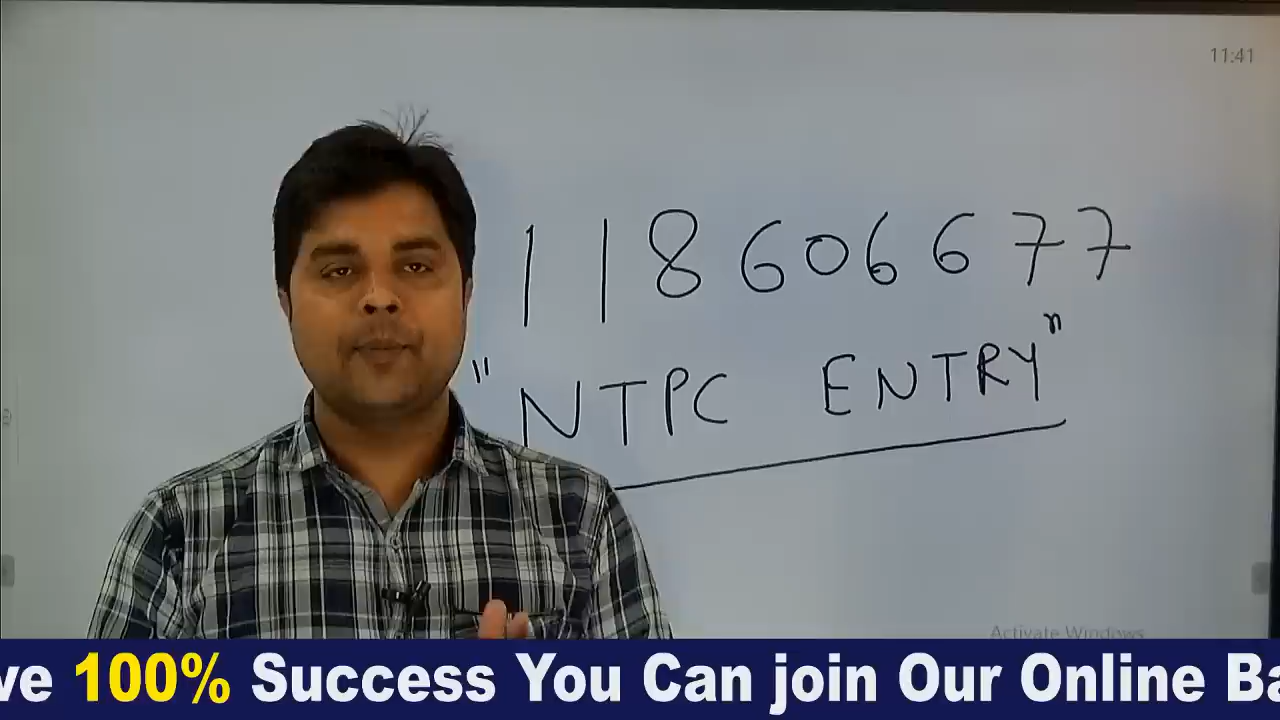 11:41
118606677
"NTPC ENTRY"
Activate Windows
ve 100% Success You Can join Our Online Ba